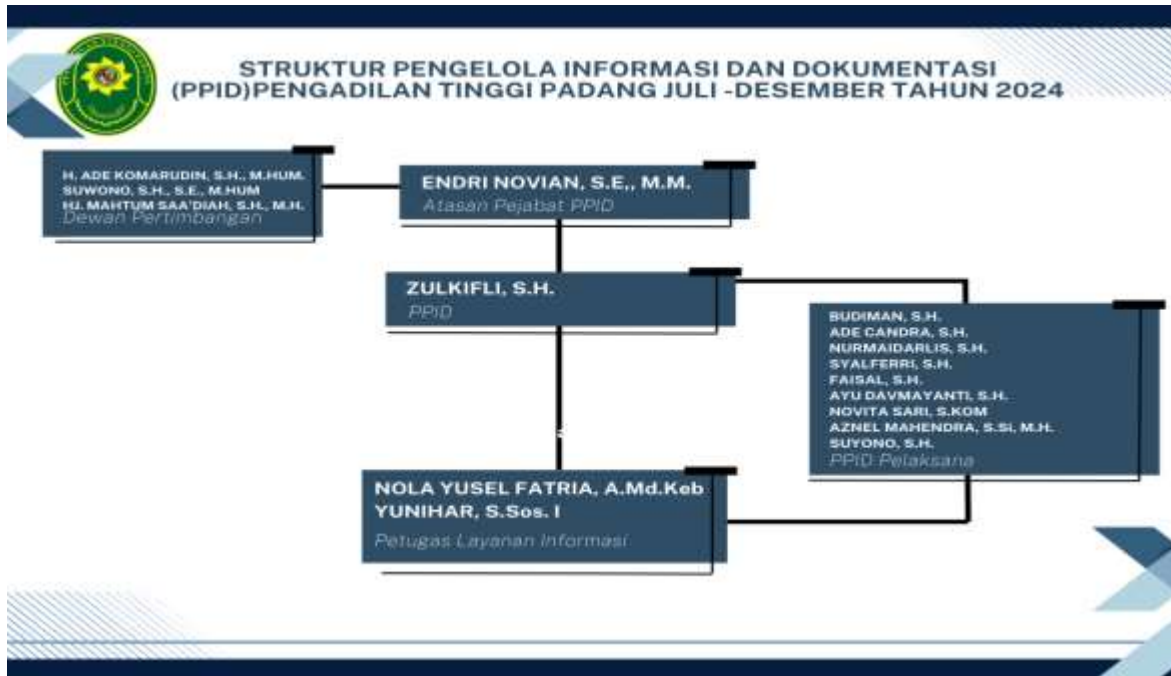 STRUKTUR PENGELOLA INFORMASI DAN DOKUMENTASI
(PPID)PENGADILAN TINGGI PADANG JULI -DESEMBER TAHUN 2024
H. ADE KOMARUDIN, S.H., M.HUM.
SUWONO, S.H., S.E., M.HUM
HJ. MAHTUM SAA'DIAH, S.H., M.H.
Dewan Pertimbangan
ENDRI NOVIAN, S.E,, M.M.
Atasan Pejabat PPID
ZULKIFLI, S.H.
PPID
BUDIMAN, S.H.
ADE CANDRA, S.H.
NURMAIDARLIS, S.H.
SYALFERRI, S.H.
FAISAL, S.H.
AYU DAVMAYANTI, S.H.
NOVITA SARI, S.KOM
AZNEL MAHENDRA, S.Si, M.H.
SUYONO, S.H.
PPID Pelaksana
NOLA YUSEL FATRIA, A.Md.Keb
YUNIHAR, S.Sos. I
Petugas Layanan Informasi